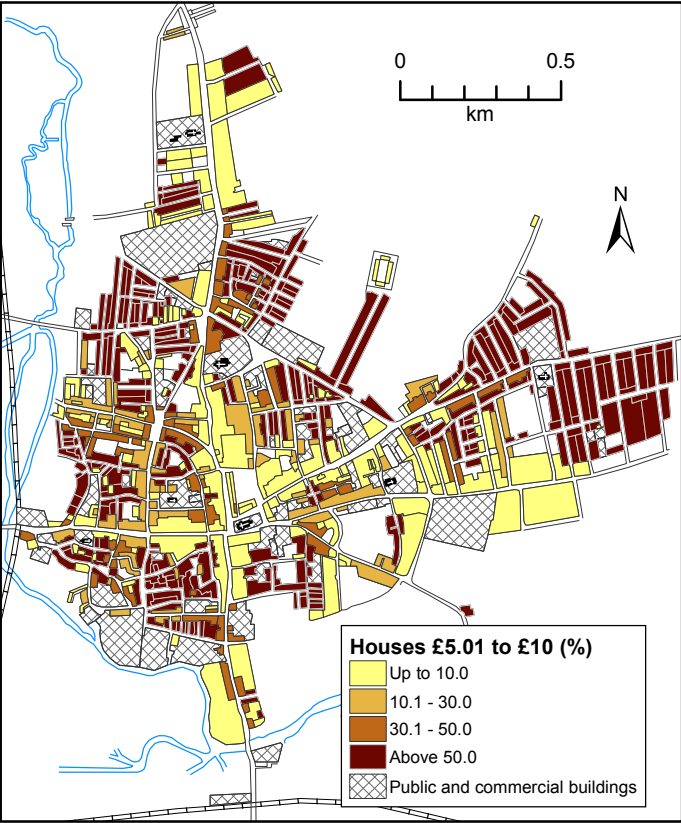 0 0.5
km
N
Houses £5.01 to £10 (%)
Up to 10.0
10.1 - 30.0
30.1 - 50.0
Above 50.0
Public and commercial buildings